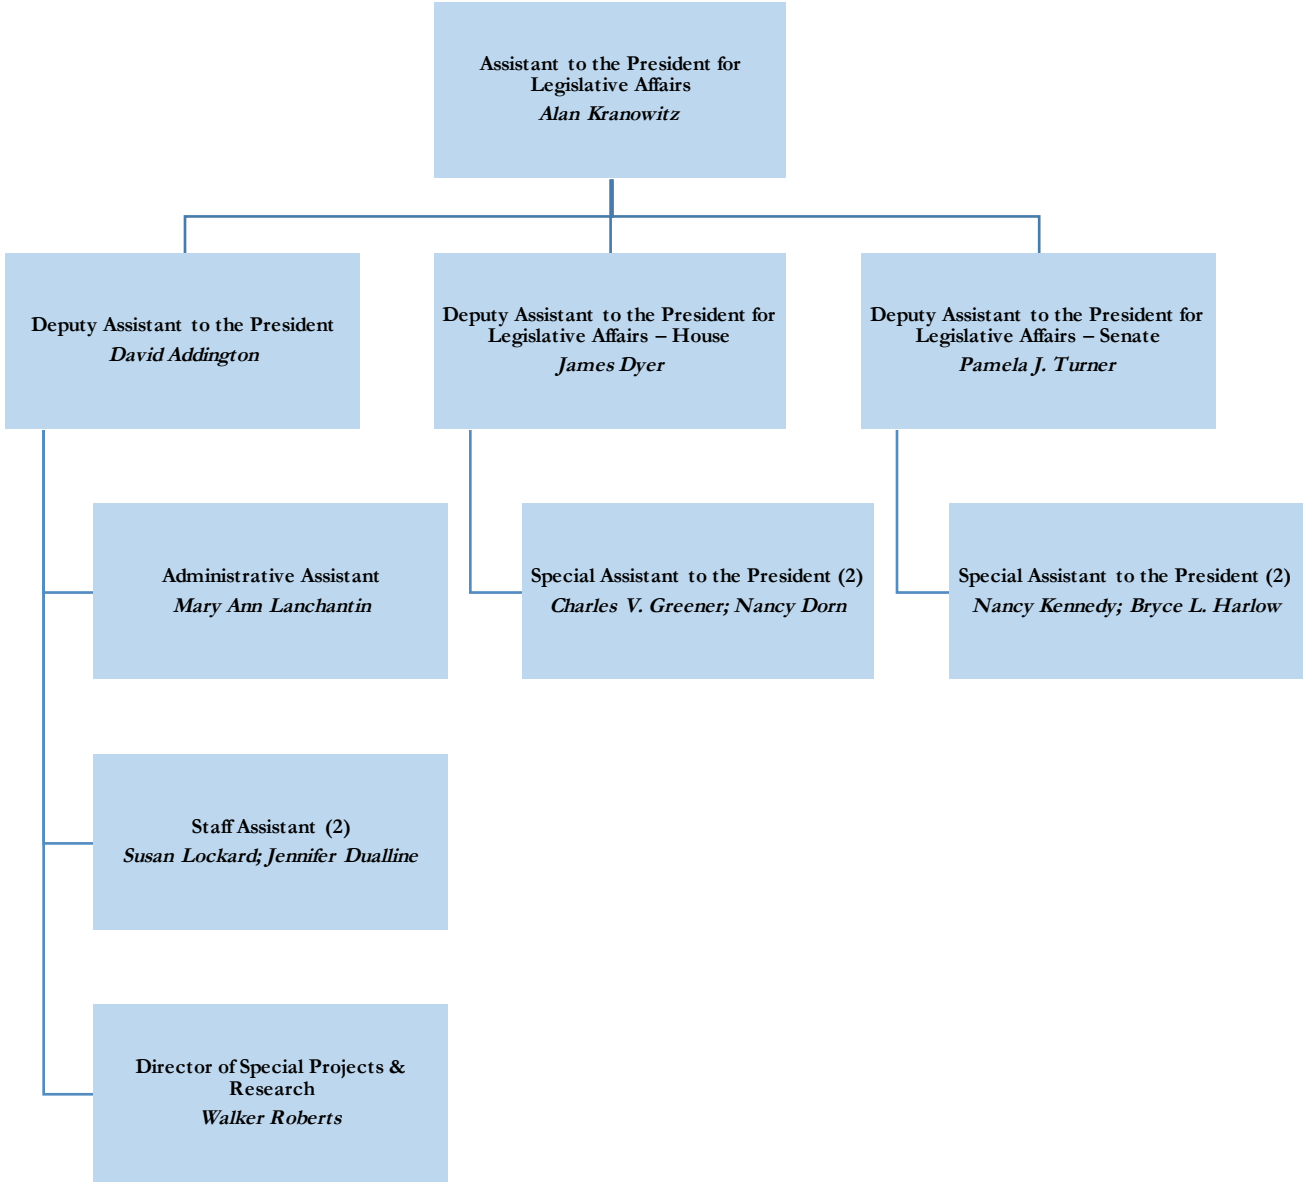 Assistant to the President for
Legislative Affairs
Alan Kranowitz
Deputy Assistant to the President
David Addington
Deputy Assistant to the President for
Legislative Affairs – House
James Dyer
Deputy Assistant to the President for
Legislative Affairs – Senate
Pamela J. Turner
Administrative Assistant
Mary Ann Lanchantin
Special Assistant to the President (2)
Charles V. Greener; Nancy Dorn
Special Assistant to the President (2)
Nancy Kennedy; Bryce L. Harlow
Staff Assistant (2)
Susan Lockard; Jennifer Dualline
Director of Special Projects &
Research
Walker Roberts